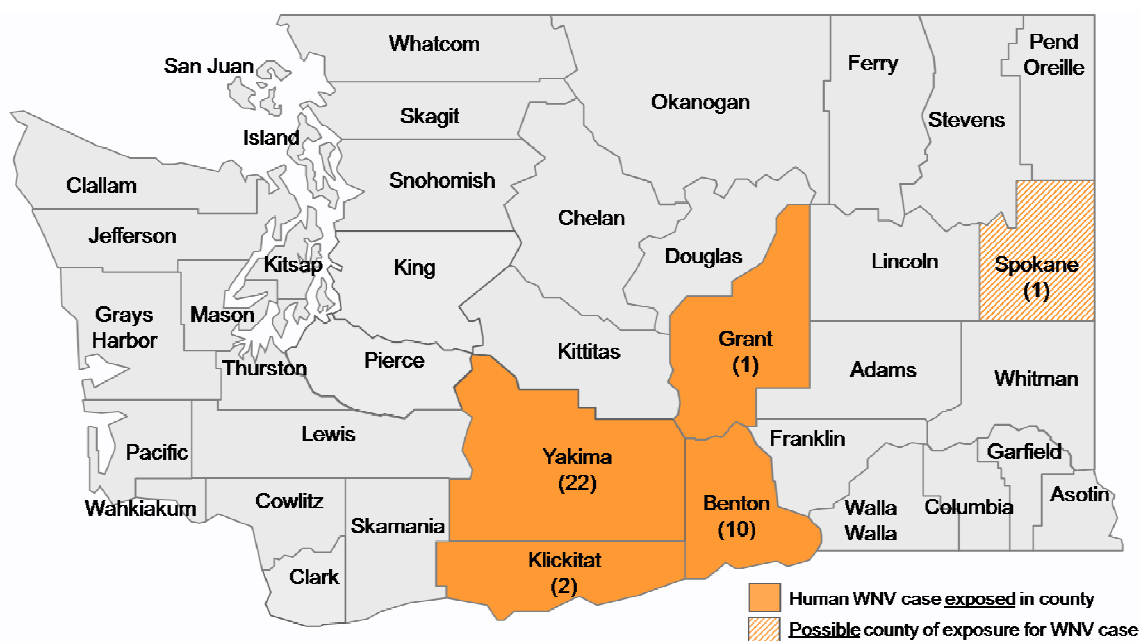 Whatcom
Pend
Oreille
San Juan
Ferry
Okanogan
Skagit
Stevens
Island
Snohomish
Clallam
Chelan
Jefferson
Douglas
Kitsap
King
Lincoln
Spokane
(1)
Grays
Harbor
Mason
Grant
(1)
Kittitas
Pierce
Thurston
Adams
Whitman
Lewis
Franklin
Pacific
Yakima
(22)
Garfield
Wahkiakum
Cowlitz
Skamania
Benton
(10)
Walla
Walla
Columbia
Asotin
Klickitat
(2)
Clark
Human WNV case exposed in county
Possible county of exposure for WNV case